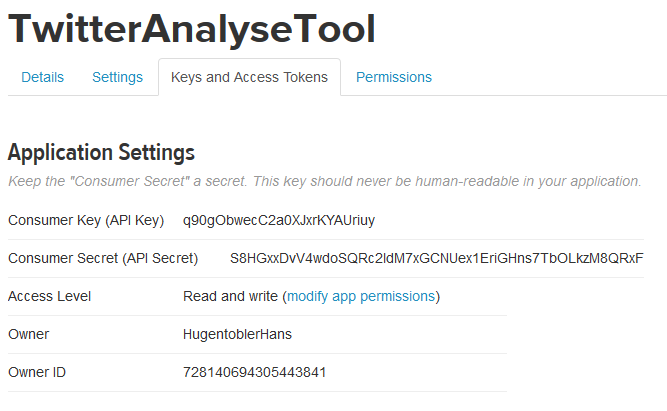 TwitterAnalyseTool
Details Settings Keys and Access Tokens Permissions
Application Settings
Keep the "Consumer Secret" a secret. This key should never be human-readable in your application.
Consumer Key (API Key) q90gObwecC2a0XJxrKYAUriuy
Consumer Secret (API Secret) S8HGxxDvV4wdoSQRc2ldM7xGCNUex1EriGHns7TbOLkzM8QRxF
Access Level Read and write (modify app permissions)
Owner HugentoblerHans
Owner ID 728140694305443841